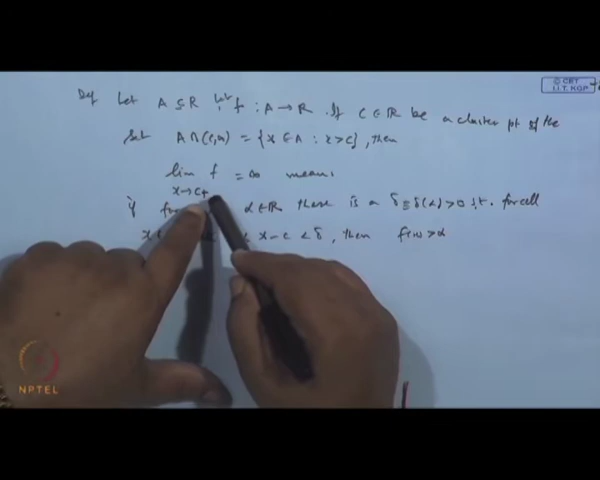 © CET
I.I.T. KGP
Def Let A ⊆ R, let f : A → R. If C ∈ R be a cluster pt of the
set A ∩ (c,∞) = {x ∈ A : x > c}, then
lim f = ∞ means
x→c+
if α ∈ R there is a δ = δ(α) > 0 s.t. for all
x - c < δ, then f(x) > α
NPTEL